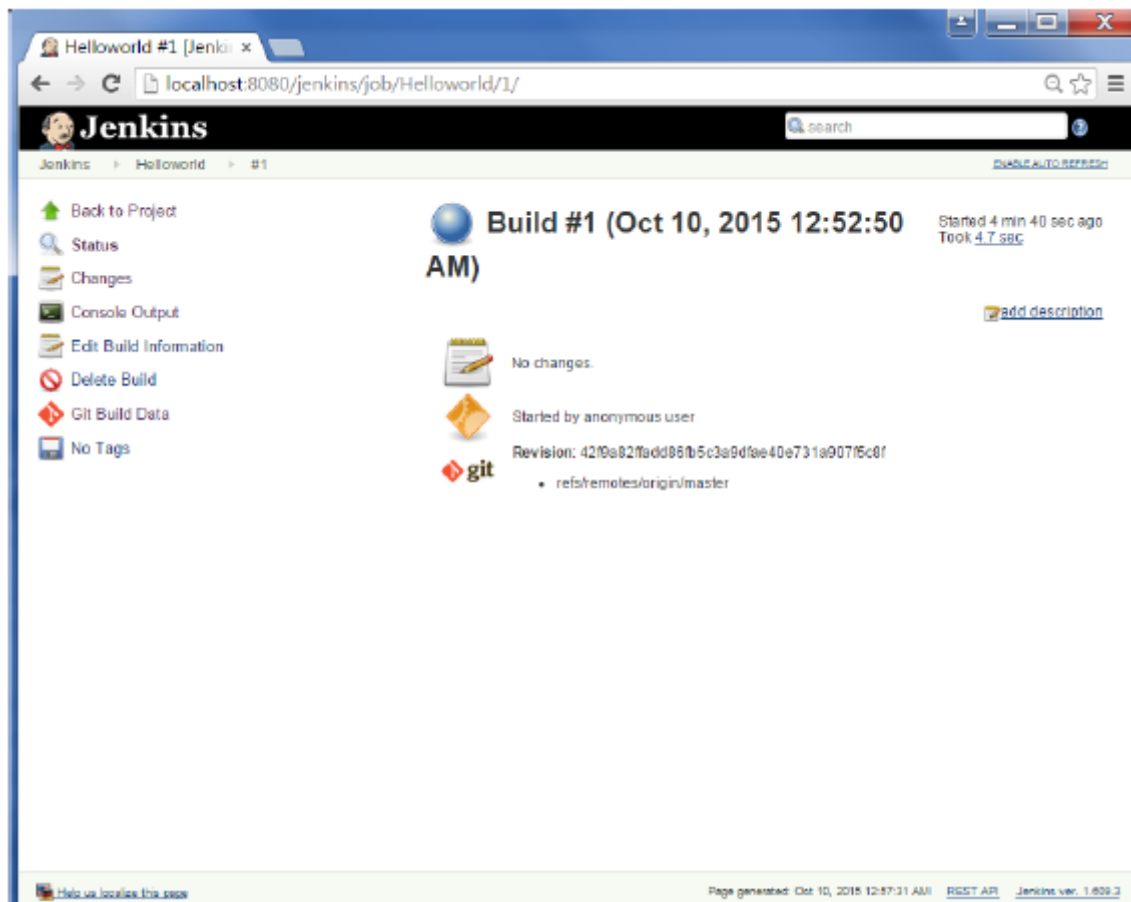 Helloworld #1 [Jenki
localhost:8080/jenkins/job/Helloworld/1/
Jenkins
search
Jenkins Helloworld #1
ENABLE AUTO REFRESH
Back to Project
Status
Changes
Console Output
Edit Build Information
Delete Build
Git Build Data
No Tags
Build #1 (Oct 10, 2015 12:52:50
AM)
Started 4 min 40 sec ago
Took 4.7 sec
add description
No changes.
Started by anonymous user
Revision: 42f9a82ffadd86fb5c3a9dfae40e731a907f5c8f
git
refs/remotes/origin/master
Help us localize this page
Page generated: Oct 10, 2015 12:57:31 AM
REST API
Jenkins ver. 1.609.3